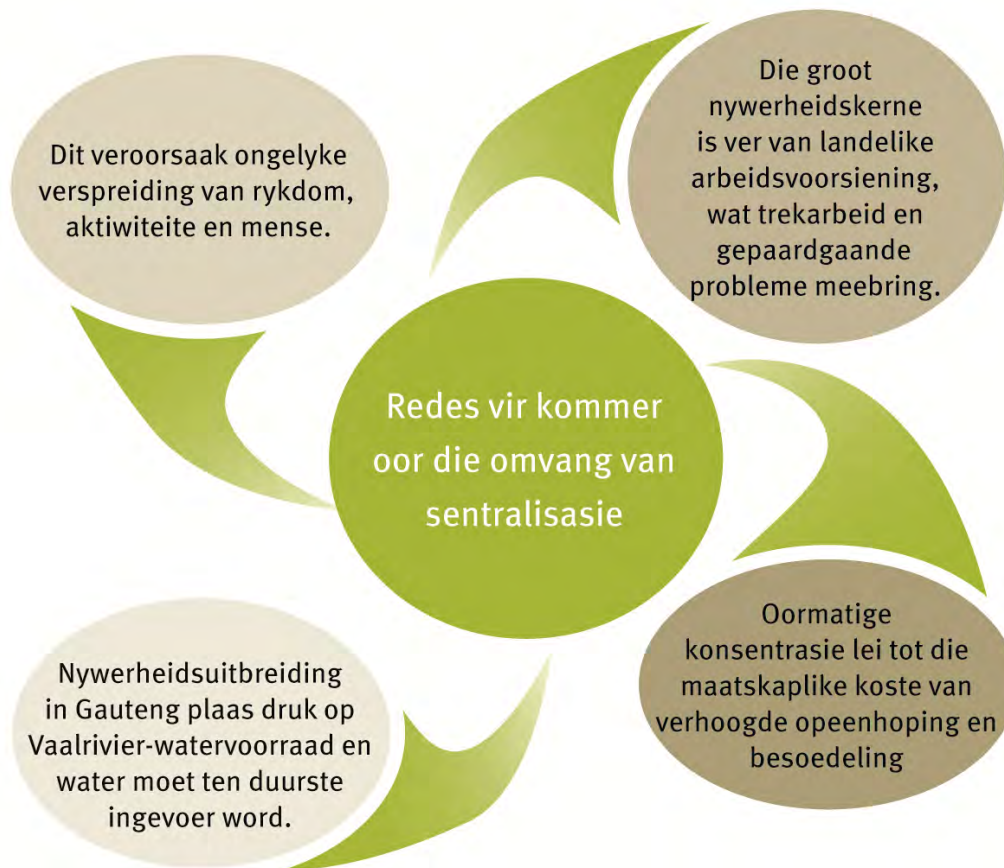 Dit veroorsaak ongelyke
verspreiding van rykdom,
aktiwiteite en mense.
Die groot
nywerheidskerne
is ver van landelike
arbeidsvoorsiening,
wat trekarbeid en
gepaardgaande
probleme meebring.
Redes vir kommer
oor die omvang van
sentralisasie
Nywerheidsuitbreiding
in Gauteng plaas druk op
Vaalrivier-watervoorraad en
water moet ten duurste
ingevoer word.
Oormatige
konsentrasie lei tot die
maatskaplike koste van
verhoogde opeenhoping en
besoedeling